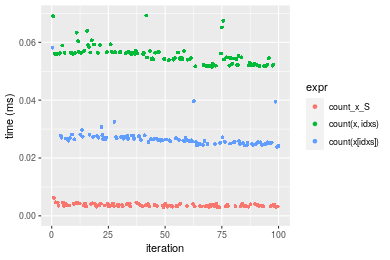 0.06
0.04
0.02
0.00
time (ms)
0
25
50
75
100
iteration
expr
count_x_S
count(x, idxs)
count(x[idxs])